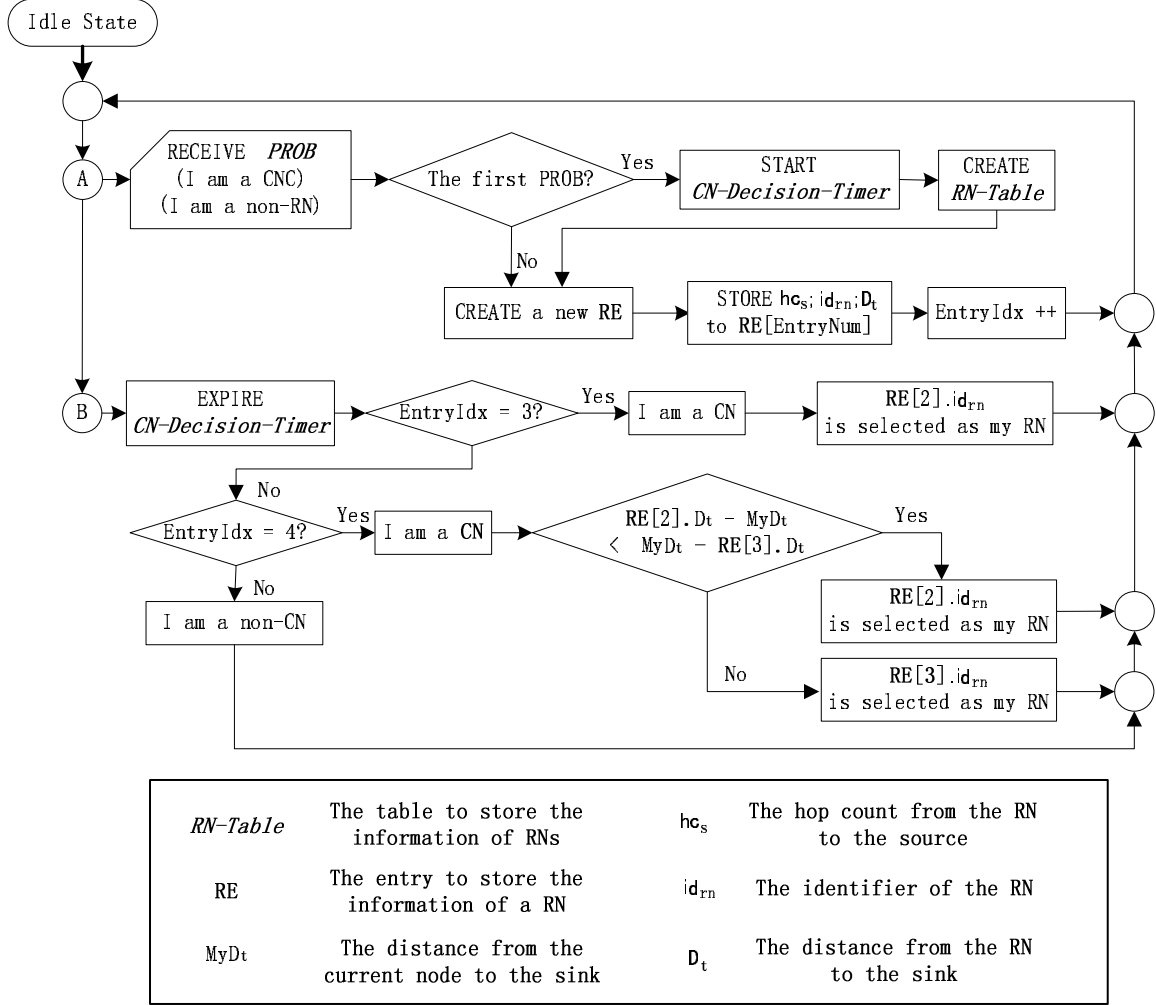 Idle State
A
RECEIVE PROB
(I am a CNC)
(I am a non-RN)
The first PROB?
Yes
START
CN-Decision-Timer
CREATE
RN-Table
No
CREATE a new RE
STORE hcs; idrn; Dt
to RE[EntryNum]
EntryIdx ++
B
EXPIRE
CN-Decision-Timer
EntryIdx = 3?
Yes
I am a CN
RE[2].idrn
is selected as my RN
No
EntryIdx = 4?
Yes
I am a CN
RE[2].Dt - MyDt
< MyDt - RE[3].Dt
Yes
RE[2].idrn
is selected as my RN
No
I am a non-CN
No
RE[3].idrn
is selected as my RN
RN-Table
The table to store the
information of RNs
hcs
The hop count from the RN
to the source
RE
The entry to store the
information of a RN
idrn
The identifier of the RN
MyDt
The distance from the
current node to the sink
Dt
The distance from the RN
to the sink